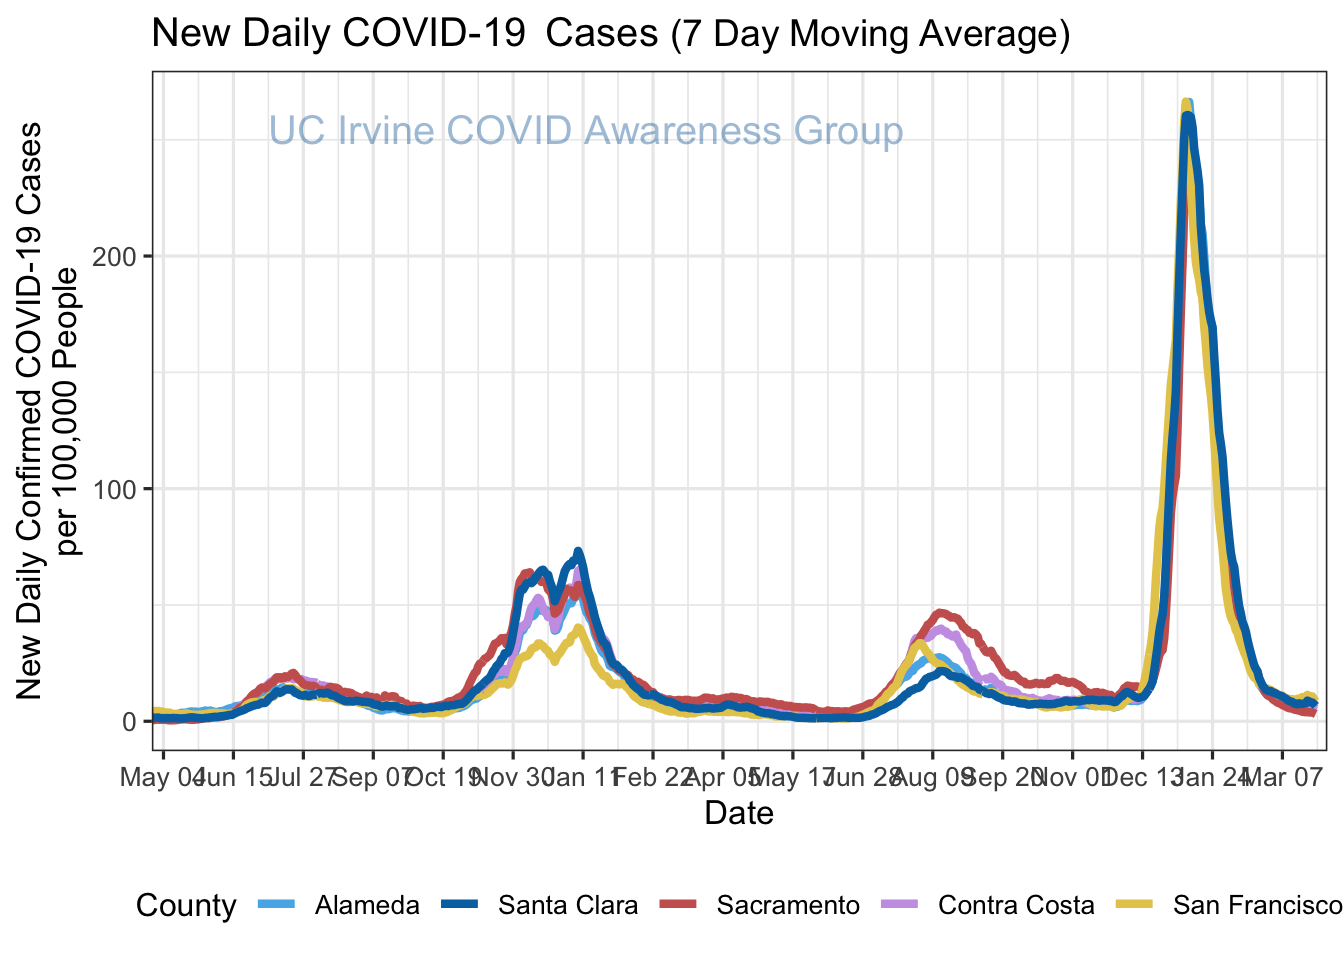 New Daily COVID-19 Cases (7 Day Moving Average)
UC Irvine COVID Awareness Group
New Daily Confirmed COVID-19 Cases
per 100,000 People
200
100
0
May 04 Jun 15 Jul 27 Sep 07 Oct 19 Nov 30 Jan 11 Feb 22 Apr 05 May 17 Jun 28 Aug 09 Sep 20 Nov 01 Dec 13 Jan 24 Mar 07
Date
County Alameda Santa Clara Sacramento Contra Costa San Francisco